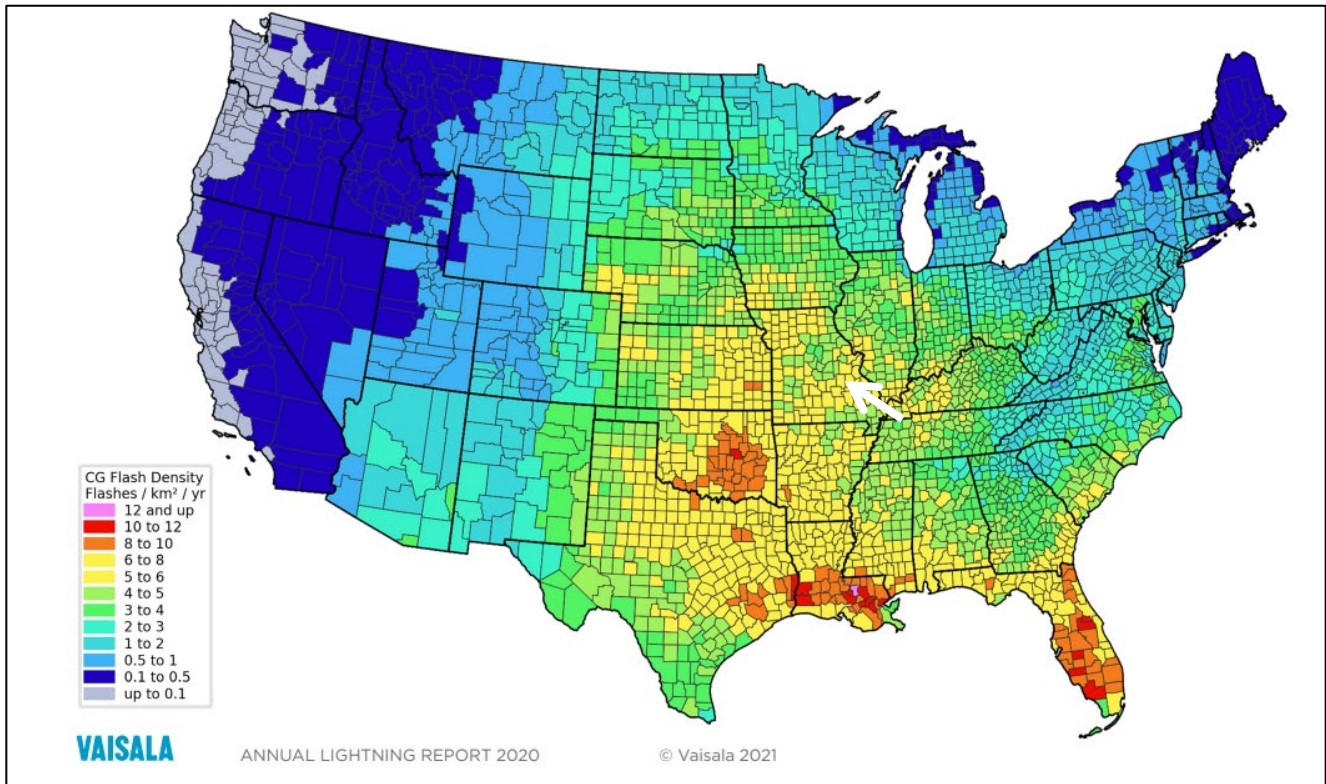 CG Flash Density
Flashes / km² / yr
12 and up
10 to 12
8 to 10
6 to 8
5 to 6
4 to 5
3 to 4
2 to 3
1 to 2
0.5 to 1
0.1 to 0.5
up to 0.1
VAISALA ANNUAL LIGHTNING REPORT 2020 © Vaisala 2021